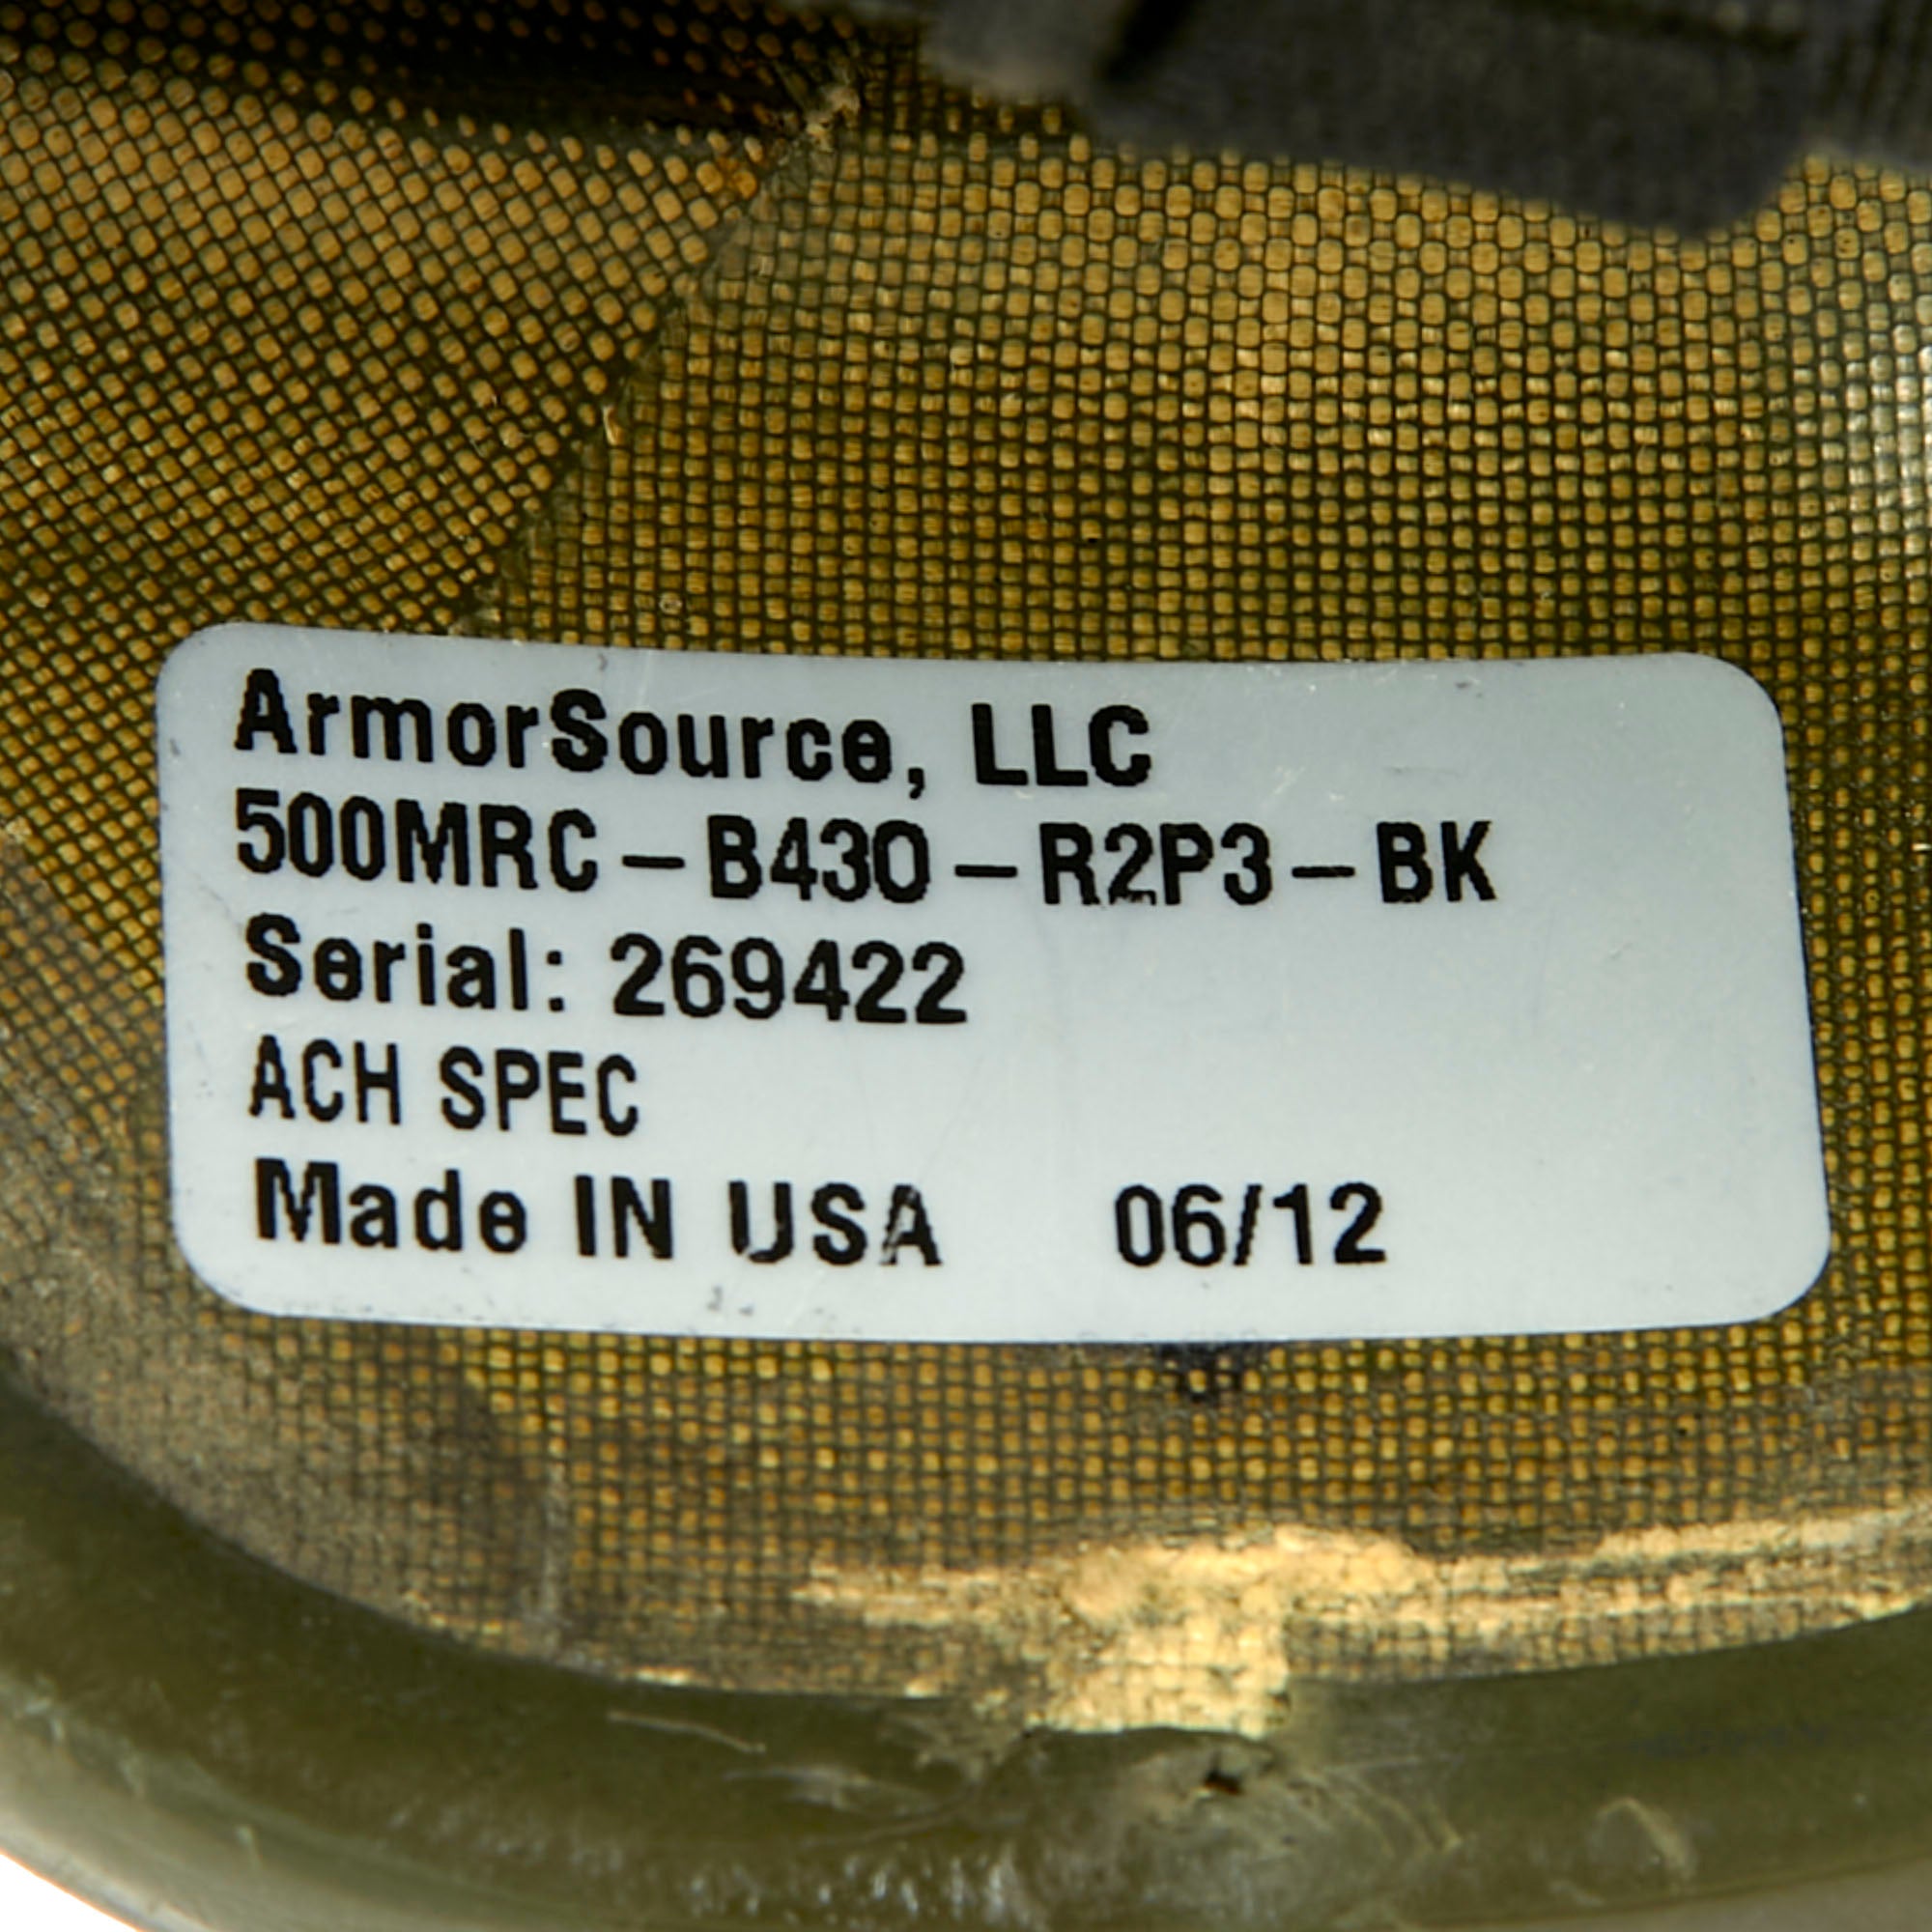 ArmorSource, LLC
500MRC-B430-R2P3-BK
Serial: 269422
ACH SPEC
Made IN USA 06/12